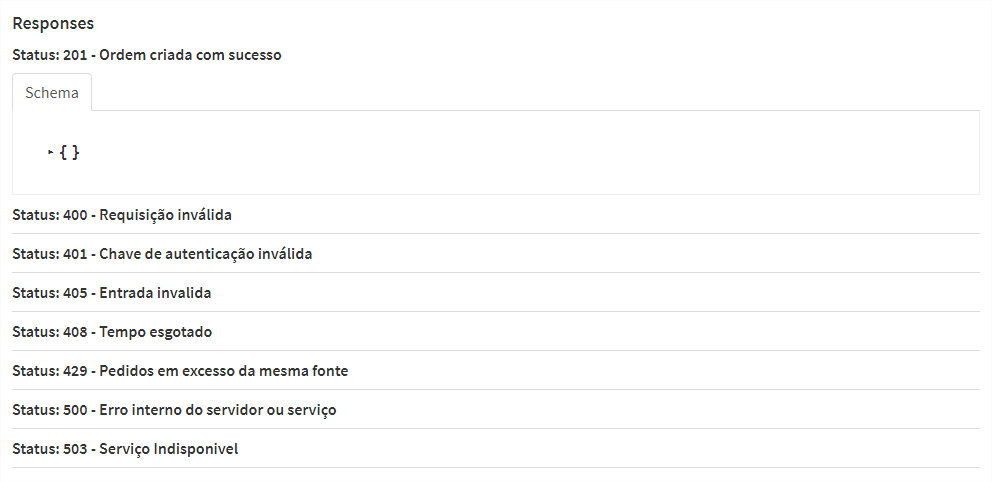 Responses
Status: 201 - Ordem criada com sucesso
Schema
▸ { }
Status: 400 - Requisição inválida
Status: 401 - Chave de autenticação inválida
Status: 405 - Entrada invalida
Status: 408 - Tempo esgotado
Status: 429 - Pedidos em excesso da mesma fonte
Status: 500 - Erro interno do servidor ou serviço
Status: 503 - Serviço Indisponivel